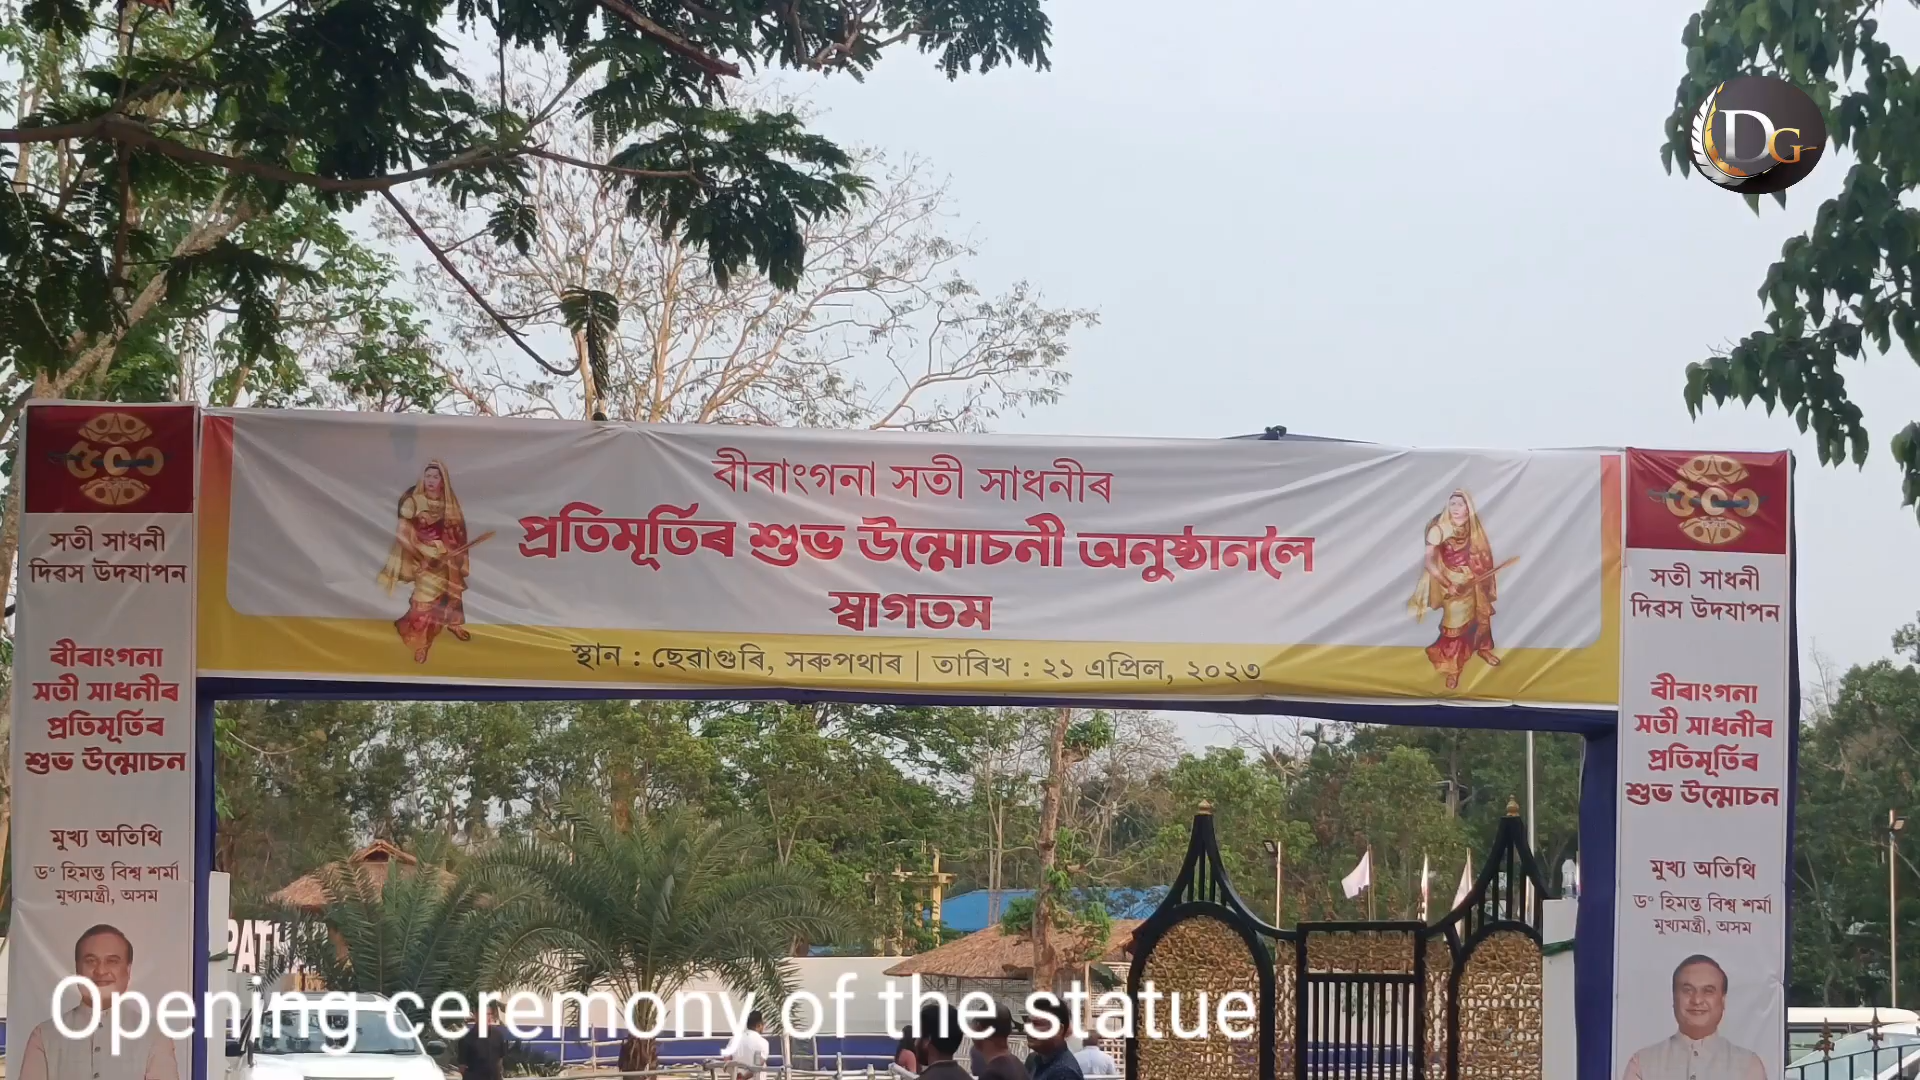 DG
৫০০
সতী সাধনী
দিৱস উদযাপন
বীৰাংগনা
সতী সাধনীৰ
প্ৰতিমূৰ্তিৰ
শুভ উন্মোচন
মুখ্য অতিথি
ড° হিমন্ত বিশ্ব শৰ্মা
মুখ্যমন্ত্ৰী, অসম
বীৰাংগনা সতী সাধনীৰ
প্ৰতিমূৰ্তিৰ শুভ উন্মোচনী অনুষ্ঠানলৈ
স্বাগতম
স্থান : ছেৱাগুৰি, সৰুপথাৰ | তাৰিখ : ২১ এপ্ৰিল, ২০২৩
৫০০
সতী সাধনী
দিৱস উদযাপন
বীৰাংগনা
সতী সাধনীৰ
প্ৰতিমূৰ্তিৰ
শুভ উন্মোচন
মুখ্য অতিথি
ড° হিমন্ত বিশ্ব শৰ্মা
মুখ্যমন্ত্ৰী, অসম
Opening ceremony of the statue